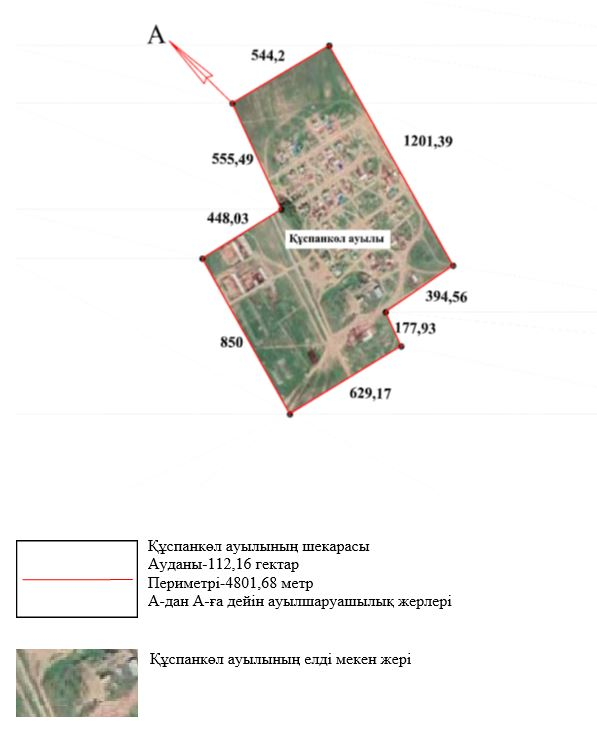 А
544,2
1201,39
555,49
448,03
Құспанкөл ауылы
394,56
177,93
850
629,17
Құспанкөл ауылының шекарасы
Ауданы-112,16 гектар
Периметрі-4801,68 метр
А-дан А-ға дейін ауылшаруашылық жерлері
Құспанкөл ауылының елді мекен жері